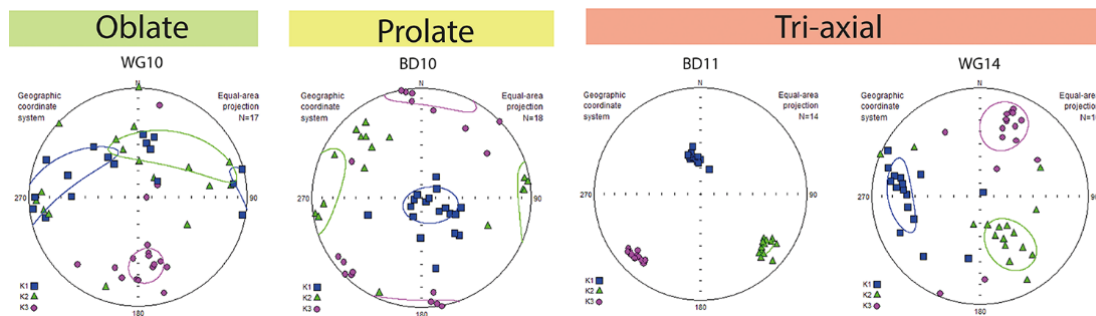 Oblate
Prolate
Tri-axial
WG10
BD10
BD11
WG14
Geographic
coordinate
system
N
Equal-area
projection
N=17
270
90
180
K1
K2
K3
Geographic
coordinate
system
N
Equal-area
projection
N=18
270
90
180
K1
K2
K3
Geographic
coordinate
system
N
Equal-area
projection
N=14
270
90
180
K1
K2
K3
Geographic
coordinate
system
N
Equal-area
projection
270
90
180
K1
K2
K3